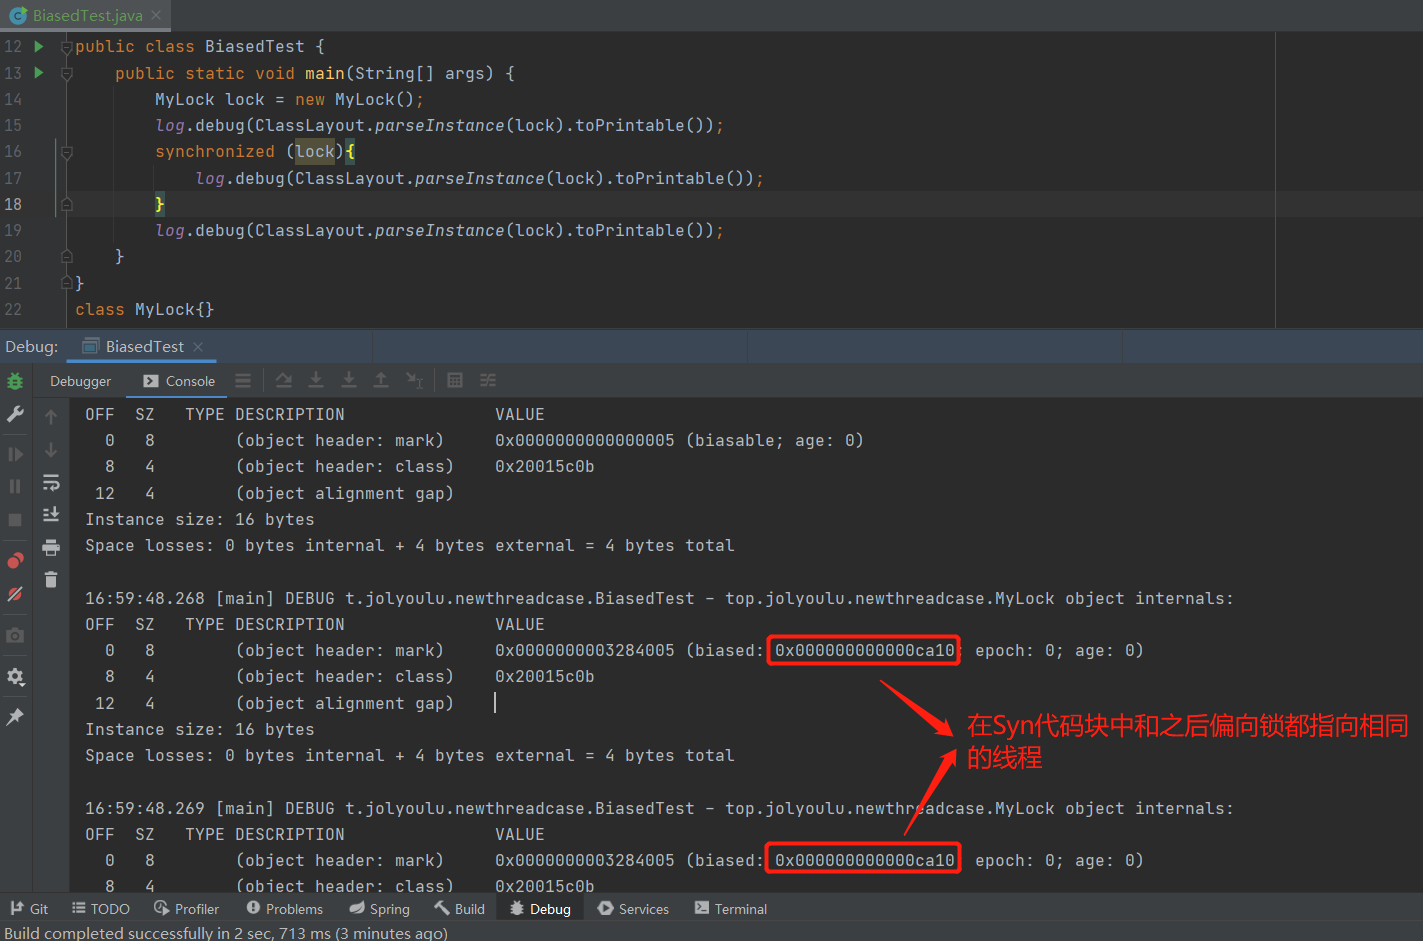 BiasedTest.java
12 public class BiasedTest {
13 public static void main(String[] args) {
14 MyLock lock = new MyLock();
15 log.debug(ClassLayout.parseInstance(lock).toPrintable());
16 synchronized (lock){
17 log.debug(ClassLayout.parseInstance(lock).toPrintable());
18 }
19 log.debug(ClassLayout.parseInstance(lock).toPrintable());
20 }
21 }
22 class MyLock{}
Debug: BiasedTest
Debugger Console
OFF SZ TYPE DESCRIPTION VALUE
0 8 (object header: mark) 0x0000000000000005 (biasable; age: 0)
8 4 (object header: class) 0x20015c0b
12 4 (object alignment gap)
Instance size: 16 bytes
Space losses: 0 bytes internal + 4 bytes external = 4 bytes total
16:59:48.268 [main] DEBUG t.jolyoulu.newthreadcase.BiasedTest - top.jolyoulu.newthreadcase.MyLock object internals:
OFF SZ TYPE DESCRIPTION VALUE
0 8 (object header: mark) 0x0000000003284005 (biased: 0x000000000000ca10; epoch: 0; age: 0)
8 4 (object header: class) 0x20015c0b
12 4 (object alignment gap)
Instance size: 16 bytes
Space losses: 0 bytes internal + 4 bytes external = 4 bytes total
在Syn代码块中和之后偏向锁都指向相同
的线程
16:59:48.269 [main] DEBUG t.jolyoulu.newthreadcase.BiasedTest - top.jolyoulu.newthreadcase.MyLock object internals:
OFF SZ TYPE DESCRIPTION VALUE
0 8 (object header: mark) 0x0000000003284005 (biased: 0x000000000000ca10 epoch: 0; age: 0)
8 4 (object header: class) 0x20015c0b
Git TODO Profiler Problems Spring Build Debug Services Terminal
Build completed successfully in 2 sec, 713 ms (3 minutes ago)